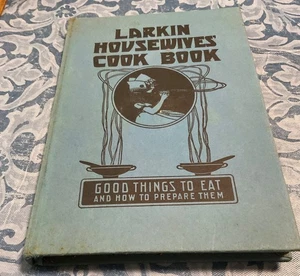 LARKIN
HOUSEWIVES'
COOK BOOK
GOOD THINGS TO EAT
AND HOW TO PREPARE THEM